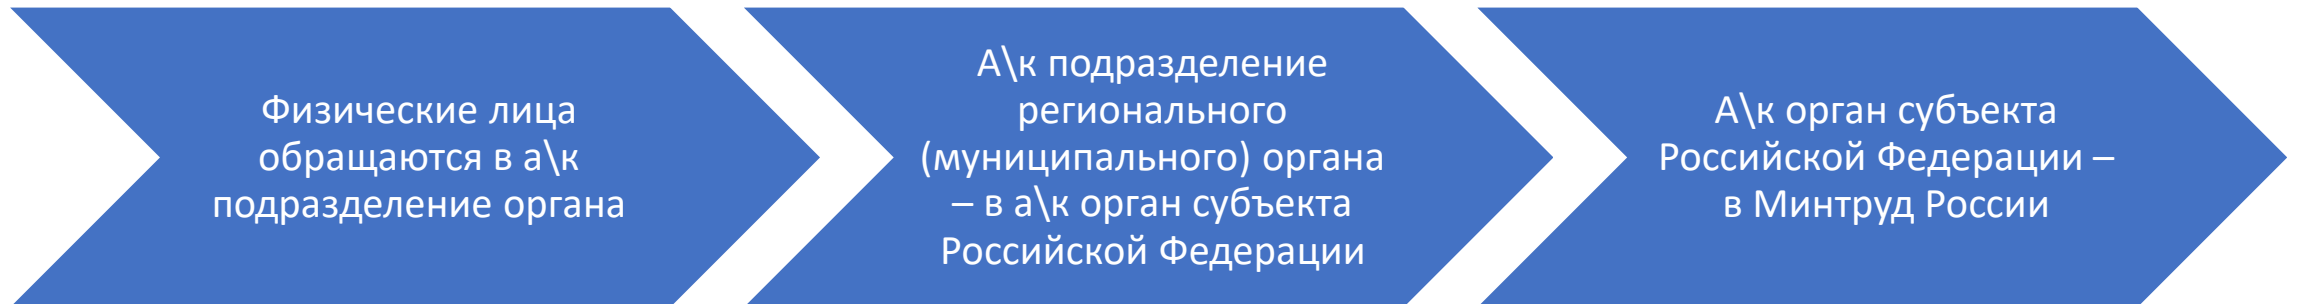 Физические лица
обращаются в а\к
подразделение органа
А\к подразделение
регионального
(муниципального) органа
– в а\к орган субъекта
Российской Федерации
А\к орган субъекта
Российской Федерации –
в Минтруд России